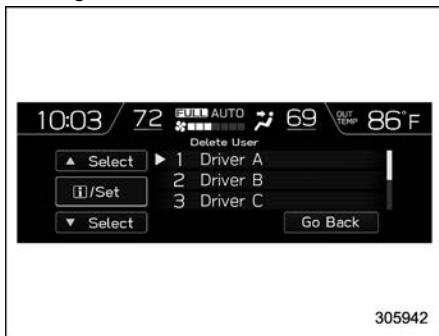 10:03 72 FULL AUTO 69 OUT TEMP 86°F
Delete User
▲ Select ▶ 1 Driver A
i/Set 2 Driver B
3 Driver C
▼ Select Go Back
305942